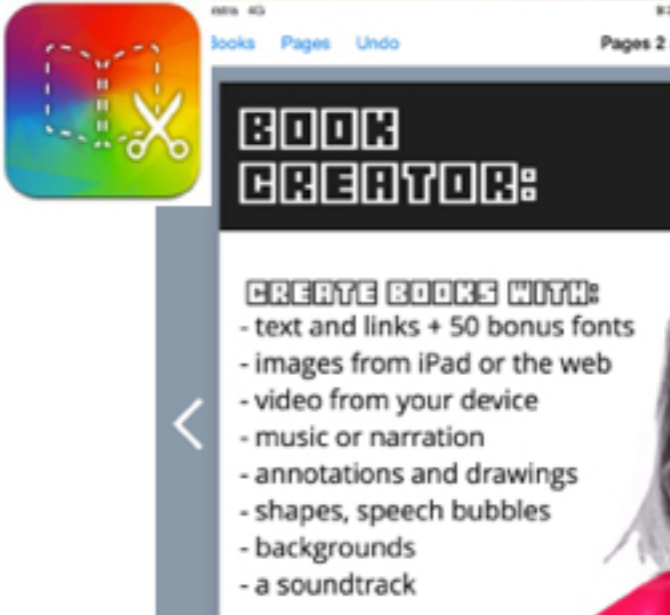 4G
Books Pages Undo
Pages 2
BOOK
CREATOR:
CREATE BOOKS WITH:
- text and links + 50 bonus fonts
- images from iPad or the web
- video from your device
- music or narration
- annotations and drawings
- shapes, speech bubbles
- backgrounds
- a soundtrack